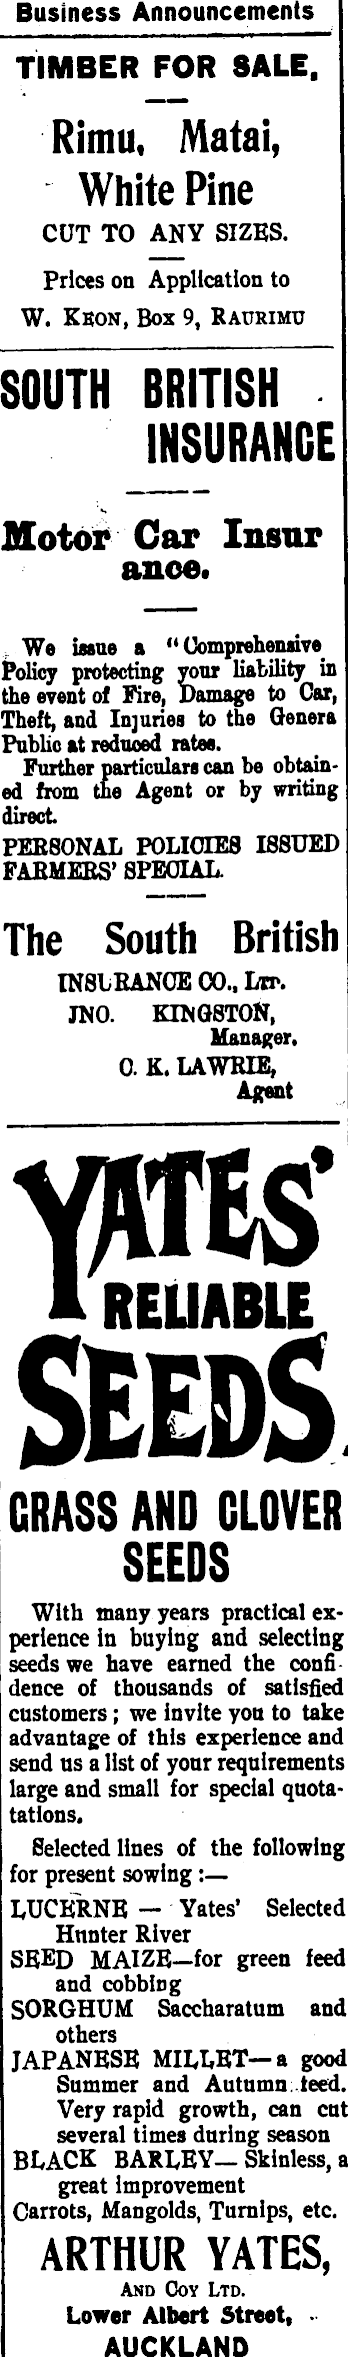 Business Announcements
TIMBER FOR SALE,
Rimu, Matai,
White Pine
CUT TO ANY SIZES.
Prices on Application to
W. KEON, Box 9, RAURIMU
SOUTH BRITISH
INSURANCE
Motor Car Insur
ance.
We issue a "Comprehensive
Policy protecting your liability in
the event of Fire, Damage to Car,
Theft, and Injuries to the Genera
Public at reduced rates.
Further particulars can be obtain-
ed from the Agent or by writing
direct.
PERSONAL POLICIES ISSUED
FARMERS' SPECIAL.
The South British
INSURANCE CO., LTD.
JNO. KINGSTON,
Manager.
C. K. LAWRIE,
Agent
YATES'
RELIABLE
SEEDS.
GRASS AND CLOVER
SEEDS
With many years practical ex-
perience in buying and selecting
seeds we have earned the confi-
dence of thousands of satisfied
customers; we invite you to take
advantage of this experience and
send us a list of your requirements
large and small for special quota-
tations.
Selected lines of the following
for present sowing :—
LUCERNE — Yates' Selected
Hunter River
SEED MAIZE—for green feed
and cobbing
SORGHUM Saccharatum and
others
JAPANESE MILLET—a good
Summer and Autumn feed.
Very rapid growth, can cut
several times during season
BLACK BARLEY— Skinless, a
great improvement
Carrots, Mangolds, Turnips, etc.
ARTHUR YATES,
AND COY LTD.
Lower Albert Street,
AUCKLAND